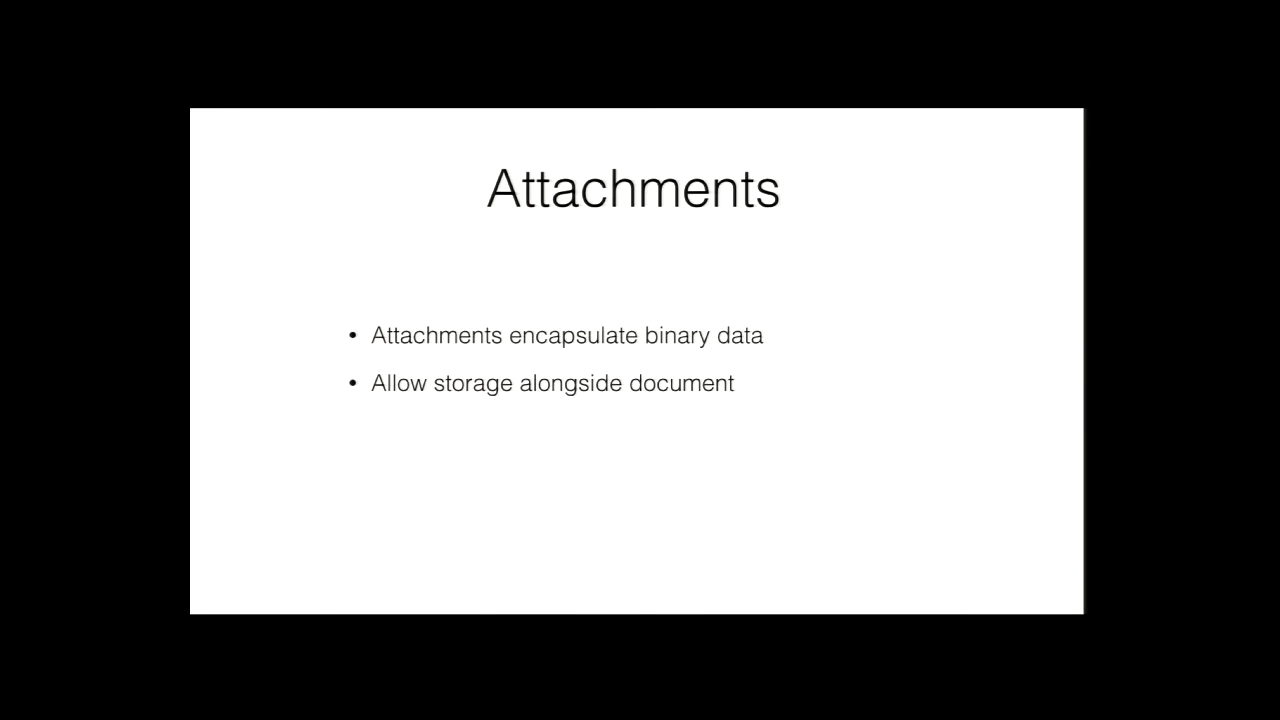 Attachments
• Attachments encapsulate binary data
• Allow storage alongside document